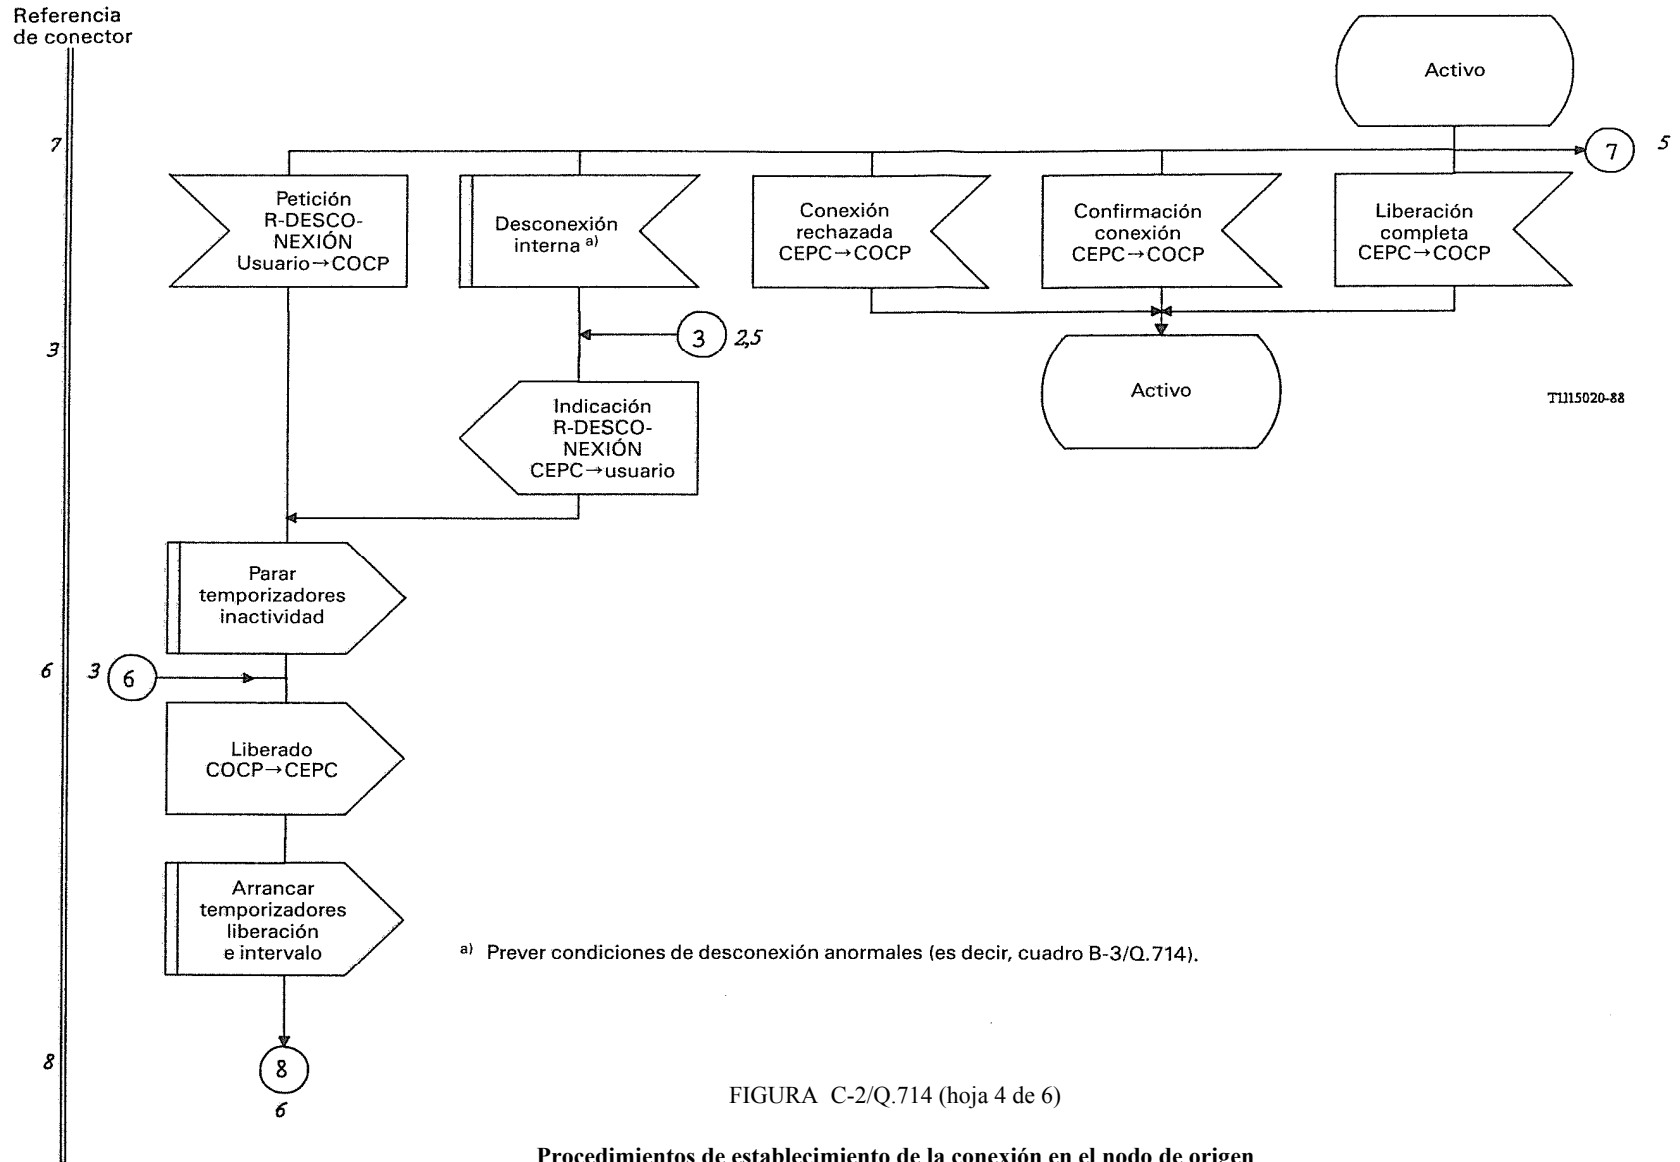 Referencia
de conector
Activo
7
7
5
Petición
R-DESCO-
NEXIÓN
Usuario→COCP
Desconexión
interna a)
Conexión
rechazada
CEPC→COCP
Confirmación
conexión
CEPC→COCP
Liberación
completa
CEPC→COCP
3
3
2,5
Activo
T1115020-88
Indicación
R-DESCO-
NEXIÓN
CEPC→usuario
Parar
temporizadores
inactividad
6
3
6
Liberado
COCP→CEPC
Arrancar
temporizadores
liberación
e intervalo
a) Prever condiciones de desconexión anormales (es decir, cuadro B-3/Q.714).
8
8
6
FIGURA C-2/Q.714 (hoja 4 de 6)
Procedimientos de establecimiento de la conexión en el nodo de origen